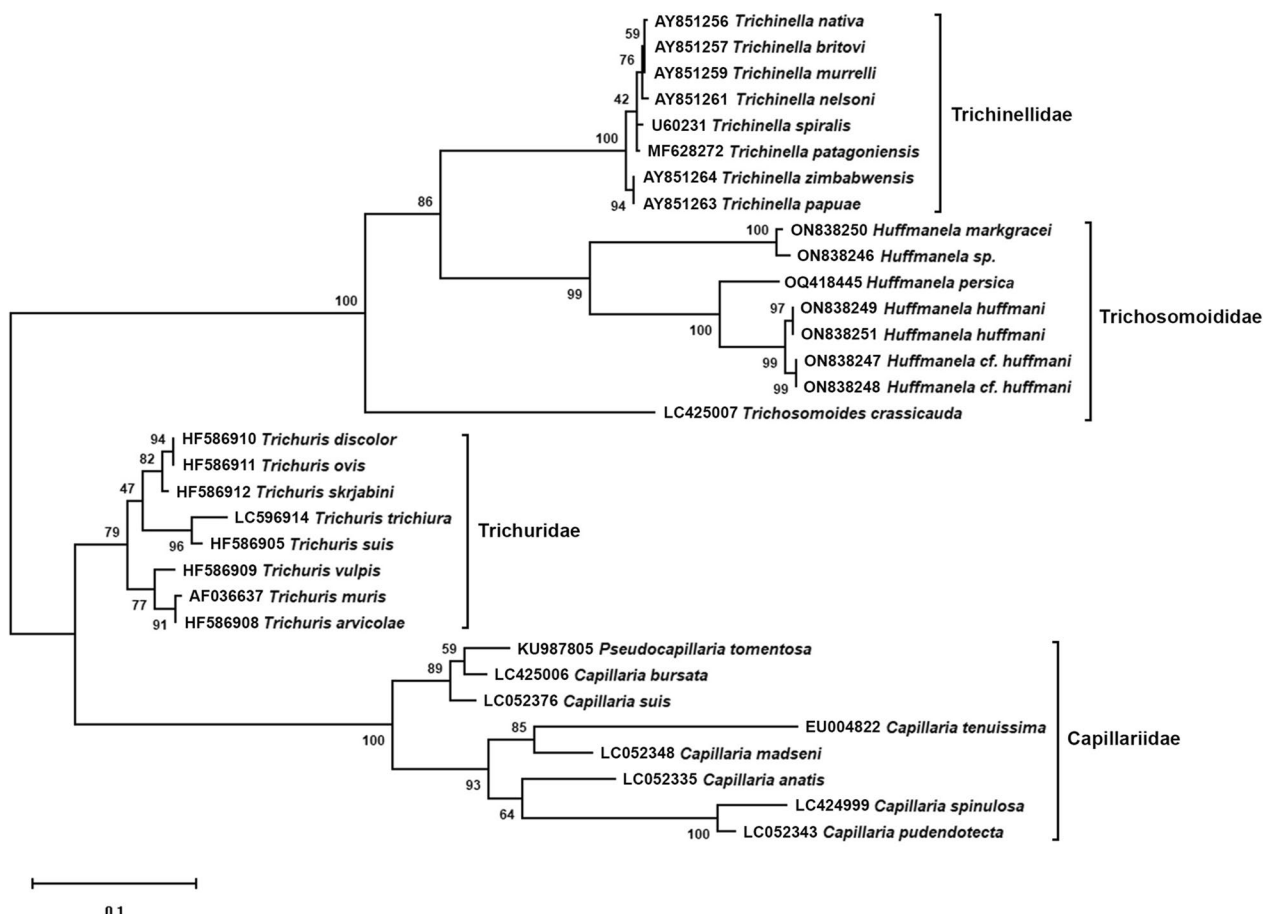 AY851256 Trichinella nativa
59
AY851257 Trichinella britovi
76
AY851259 Trichinella murrelli
42
AY851261 Trichinella nelsoni
Trichinellidae
U60231 Trichinella spiralis
100
MF628272 Trichinella patagoniensis
AY851264 Trichinella zimbabwensis
94
AY851263 Trichinella papuae
86
100
ON838250 Huffmanela markgracei
ON838246 Huffmanela sp.
OQ418445 Huffmanela persica
99
100
97
ON838249 Huffmanela huffmani
Trichosomoididae
100
ON838251 Huffmanela huffmani
99
ON838247 Huffmanela cf. huffmani
99
ON838248 Huffmanela cf. huffmani
LC425007 Trichosomoides crassicauda
94
HF586910 Trichuris discolor
82
HF586911 Trichuris ovis
47
HF586912 Trichuris skrjabini
LC596914 Trichuris trichiura
79
Trichuridae
96
HF586905 Trichuris suis
HF586909 Trichuris vulpis
77
AF036637 Trichuris muris
91
HF586908 Trichuris arvicolae
59
KU987805 Pseudocapillaria tomentosa
89
LC425006 Capillaria bursata
LC052376 Capillaria suis
100
85
EU004822 Capillaria tenuissima
Capillariidae
LC052348 Capillaria madseni
93
LC052335 Capillaria anatis
64
LC424999 Capillaria spinulosa
100
LC052343 Capillaria pudendotecta
0.1